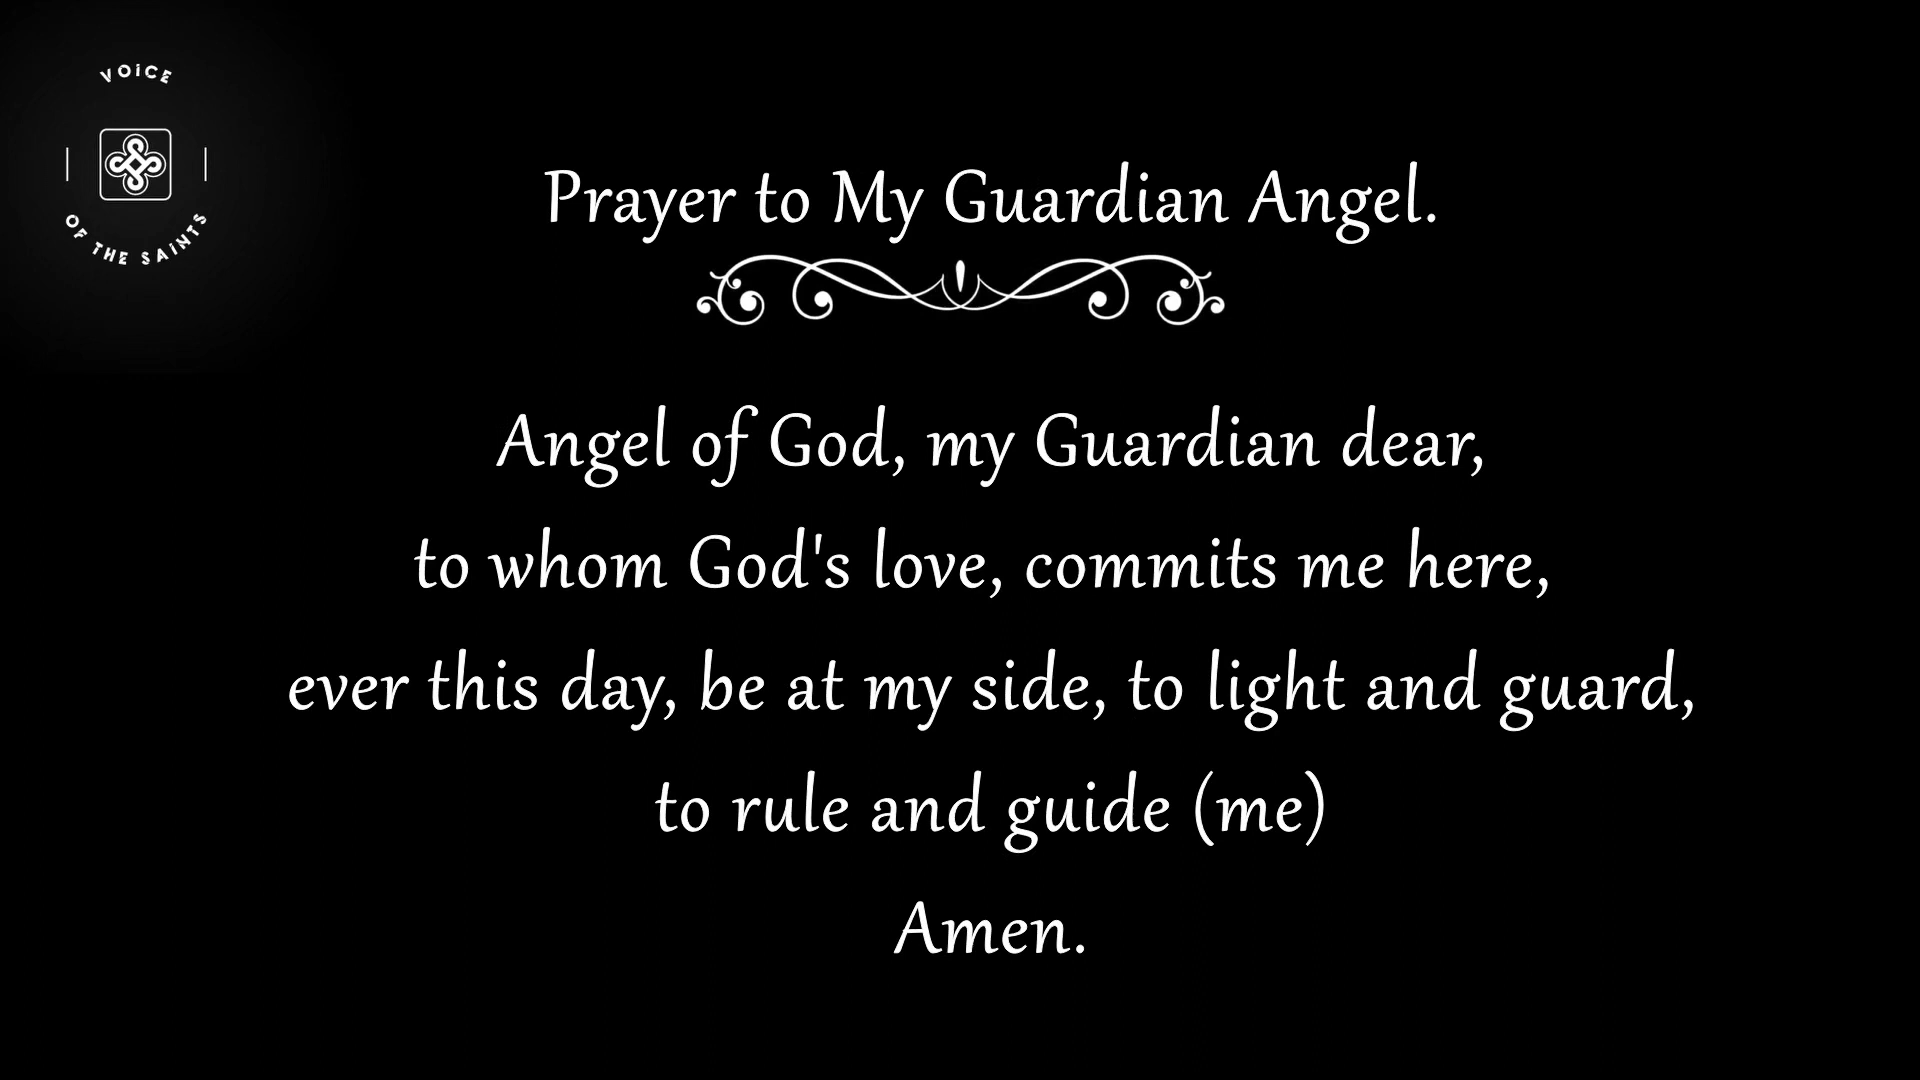 VOiCE
OF THE SAiNTS
Prayer to My Guardian Angel.
Angel of God, my Guardian dear,
to whom God's love, commits me here,
ever this day, be at my side, to light and guard,
to rule and guide (me)
Amen.